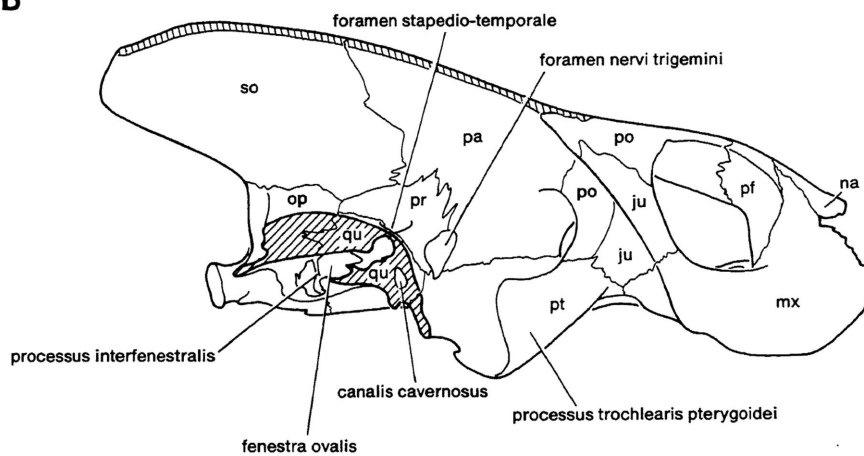 B
foramen stapedio-temporale
foramen nervi trigemini
so
pa
po
na
op
pr
po
ju
pf
qu
qu
ju
pt
mx
processus interfenestralis
canalis cavernosus
processus trochlearis pterygoidei
fenestra ovalis